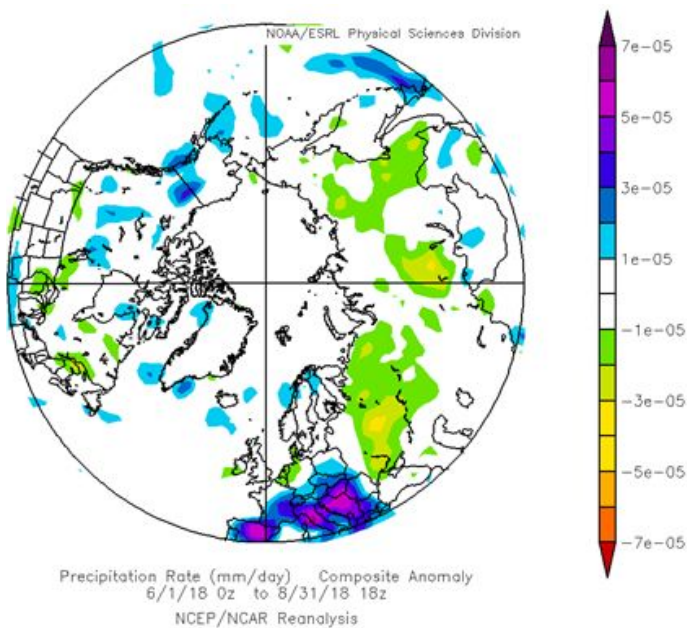 NOAA/ESRL Physical Sciences Division
7e-05
5e-05
3e-05
1e-05
-1e-05
-3e-05
-5e-05
-7e-05
Precipitation Rate (mm/day) Composite Anomaly
6/1/18 0z to 8/31/18 18z
NCEP/NCAR Reanalysis